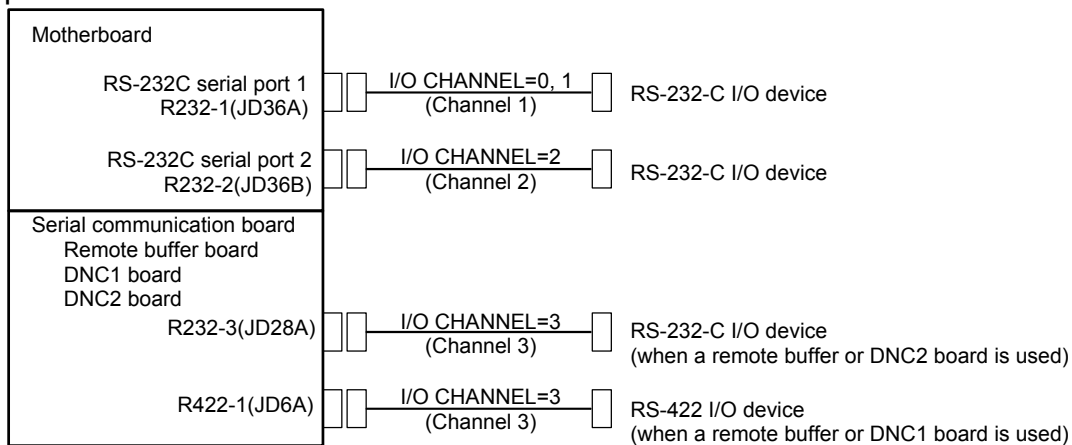 Motherboard
RS-232C serial port 1
R232-1(JD36A)
I/O CHANNEL=0, 1
(Channel 1)
RS-232-C I/O device
RS-232C serial port 2
R232-2(JD36B)
I/O CHANNEL=2
(Channel 2)
RS-232-C I/O device
Serial communication board
Remote buffer board
DNC1 board
DNC2 board
R232-3(JD28A)
I/O CHANNEL=3
(Channel 3)
RS-232-C I/O device
(when a remote buffer or DNC2 board is used)
R422-1(JD6A)
I/O CHANNEL=3
(Channel 3)
RS-422 I/O device
(when a remote buffer or DNC1 board is used)